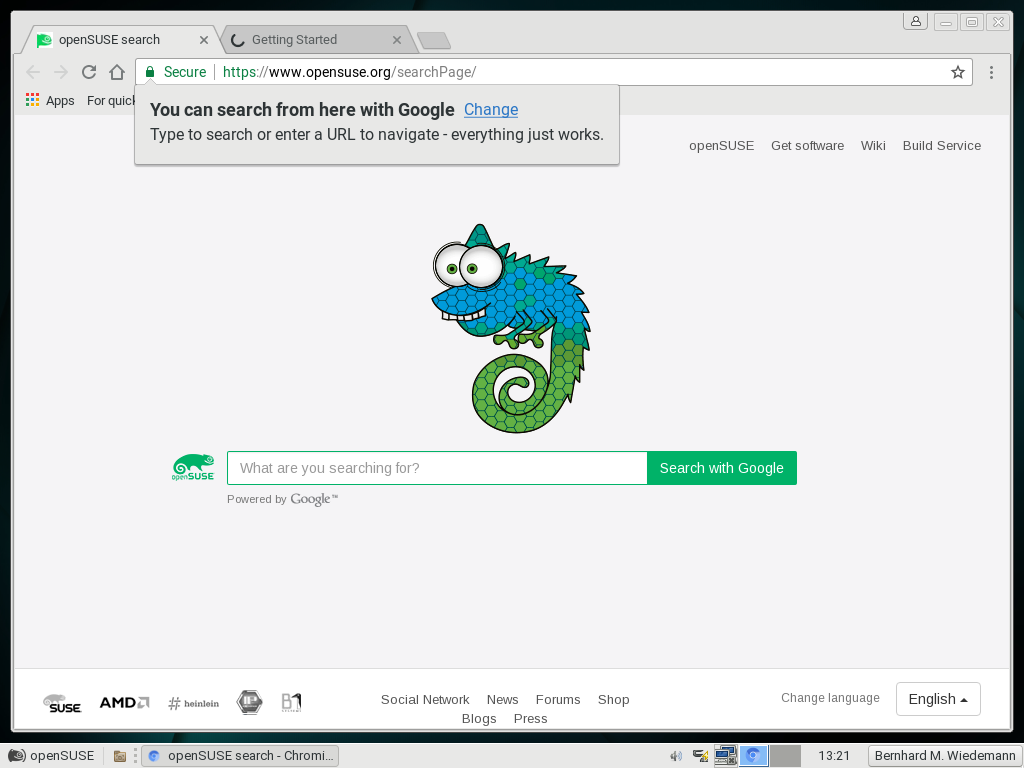 openSUSE search
Getting Started
Secure https://www.opensuse.org/searchPage/
Apps For quick
You can search from here with Google Change
Type to search or enter a URL to navigate - everything just works.
openSUSE Get software Wiki Build Service
openSUSE What are you searching for? Search with Google
Powered by Google™
SUSE AMD # heinlein IP B1 Social Network News Forums Shop Change language English
Blogs Press
openSUSE openSUSE search - Chromi... 13:21 Bernhard M. Wiedemann